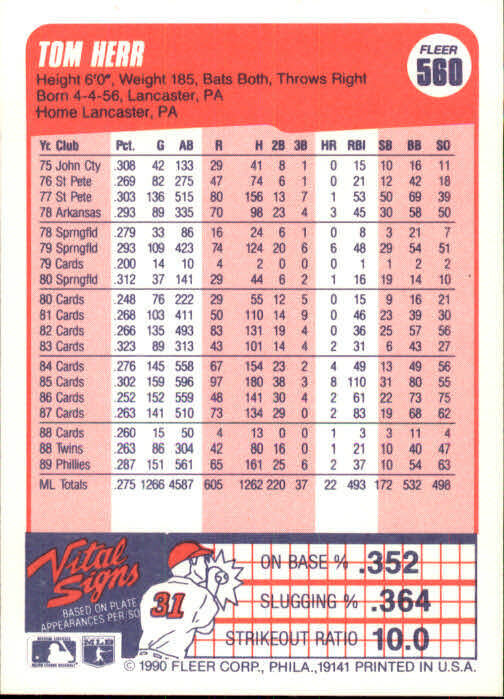 TOM HERR
FLEER
560
Height 6'0", Weight 185, Bats Both, Throws Right
Born 4-4-56, Lancaster, PA
Home Lancaster, PA
Yr. Club Pct. G AB R H 2B 3B HR RBI SB BB SO
75 John Cty .308 42 133 29 41 8 1 0 15 10 16 11
76 St Pete .269 82 275 47 74 6 1 0 21 12 42 18
77 St Pete .303 136 515 80 156 13 7 1 53 50 69 39
78 Arkansas .293 89 335 70 98 23 4 3 45 30 58 50
78 Sprngfld .279 33 86 16 24 6 1 0 8 3 21 7
79 Sprngfld .293 109 423 74 124 20 6 6 48 29 54 51
79 Cards .200 14 10 4 2 0 0 0 1 1 2 2
80 Sprngfld .312 37 141 29 44 6 2 1 16 19 14 10
80 Cards .248 76 222 29 55 12 5 0 15 9 16 21
81 Cards .268 103 411 50 110 14 9 0 46 23 39 30
82 Cards .266 135 493 83 131 19 4 0 36 25 57 56
83 Cards .323 89 313 43 101 14 4 2 31 6 43 27
84 Cards .276 145 558 67 154 23 2 4 49 13 49 56
85 Cards .302 159 596 97 180 38 3 8 110 31 80 55
86 Cards .252 152 559 48 141 30 4 2 61 22 73 75
87 Cards .263 141 510 73 134 29 0 2 83 19 68 62
88 Cards .260 15 50 4 13 0 0 1 3 3 11 4
88 Twins .263 86 304 42 80 16 0 1 21 10 40 47
89 Phillies .287 151 561 65 161 25 6 2 37 10 54 63
ML Totals .275 1266 4587 605 1262 220 37 22 493 172 532 498
Vital
Signs
BASED ON PLATE
APPEARANCES PER/SO
31
ON BASE % .352
SLUGGING % .364
STRIKEOUT RATIO 10.0
MLB
© 1990 FLEER CORP., PHILA., 19141 PRINTED IN U.S.A.